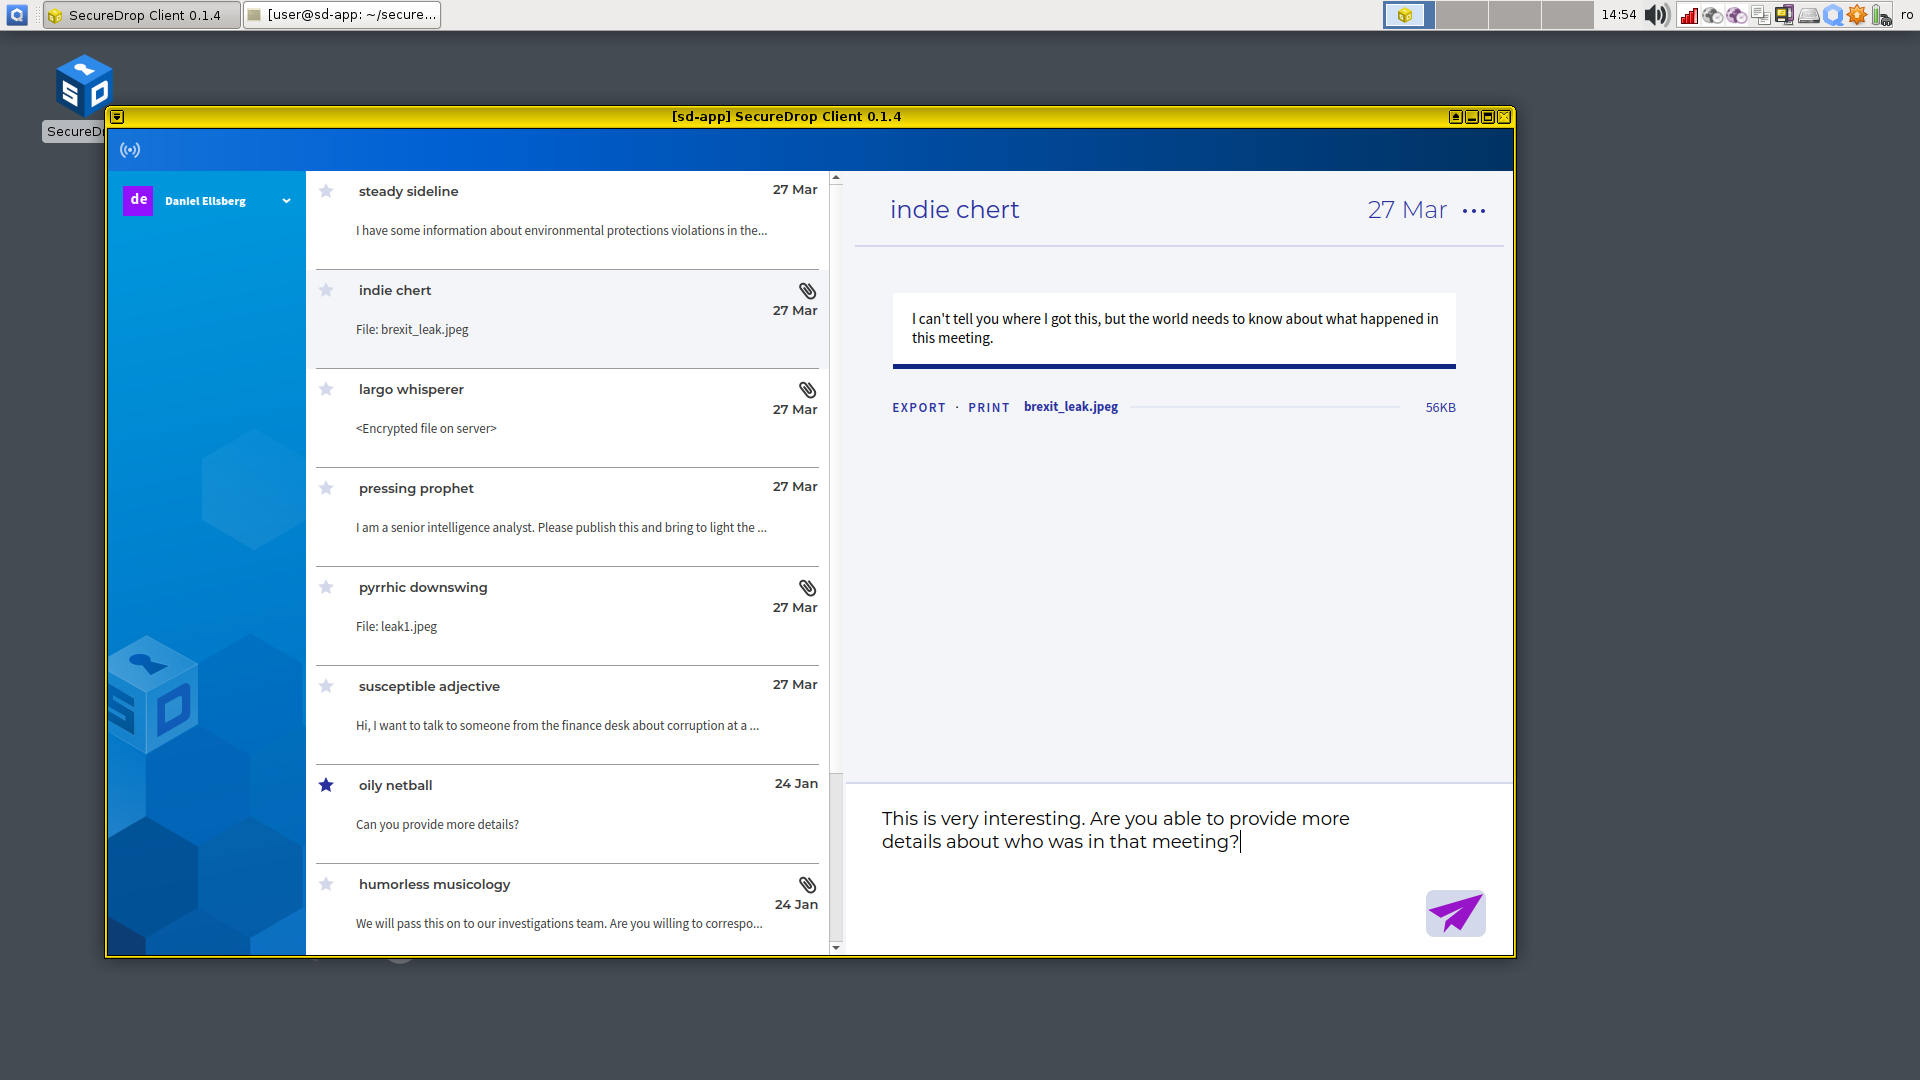 SecureDrop Client 0.1.4
[user@sd-app: ~/secure...
14:54
ro
SD
[sd-app] SecureDrop Client 0.1.4
de
Daniel Ellsberg
SD
steady sideline
27 Mar
I have some information about environmental protections violations in the...
indie chert
27 Mar
File: brexit_leak.jpeg
largo whisperer
27 Mar
<Encrypted file on server>
pressing prophet
27 Mar
I am a senior intelligence analyst. Please publish this and bring to light the ...
pyrrhic downswing
27 Mar
File: leak1.jpeg
susceptible adjective
27 Mar
Hi, I want to talk to someone from the finance desk about corruption at a ...
oily netball
24 Jan
Can you provide more details?
humorless musicology
24 Jan
We will pass this on to our investigations team. Are you willing to correspo...
indie chert
27 Mar
I can't tell you where I got this, but the world needs to know about what happened in
this meeting.
EXPORT · PRINT brexit_leak.jpeg 56KB
This is very interesting. Are you able to provide more
details about who was in that meeting?